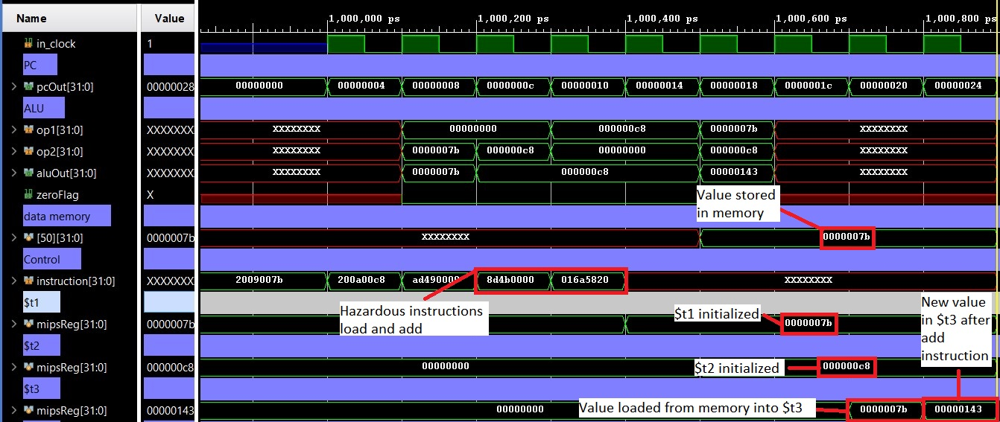 Name Value 1,000,000 ps 1,000,200 ps 1,000,400 ps 1,000,600 ps 1,000,800 ps
in_clock 1
PC
pcOut[31:0] 00000028 00000000 00000004 00000008 0000000c 00000010 00000014 00000018 0000001c 00000020 00000024
ALU
op1[31:0] XXXXXXXX XXXXXXXX 00000000 000000c8 0000007b XXXXXXXX
op2[31:0] XXXXXXXX XXXXXXXX 0000007b 000000c8 00000000 000000c8 XXXXXXXX
aluOut[31:0] XXXXXXXX XXXXXXXX 0000007b 000000c8 00000143 XXXXXXXX
zeroFlag X
Value stored
in memory
data memory
[50][31:0] 0000007b XXXXXXXX 0000007b
Control
instruction[31:0] XXXXXXXX 2009007b 200a00c8 ad490000 8d4b0000 016a5820 XXXXXXXX
Hazardous instructions
load and add
$t1
mipsReg[31:0] 0000007b $t1 initialized 0000007b
New value
in $t3 after
add
instruction
$t2
mipsReg[31:0] 000000c8 00000000 $t2 initialized 000000c8
$t3
mipsReg[31:0] 00000143 00000000 Value loaded from memory into $t3 0000007b 00000143